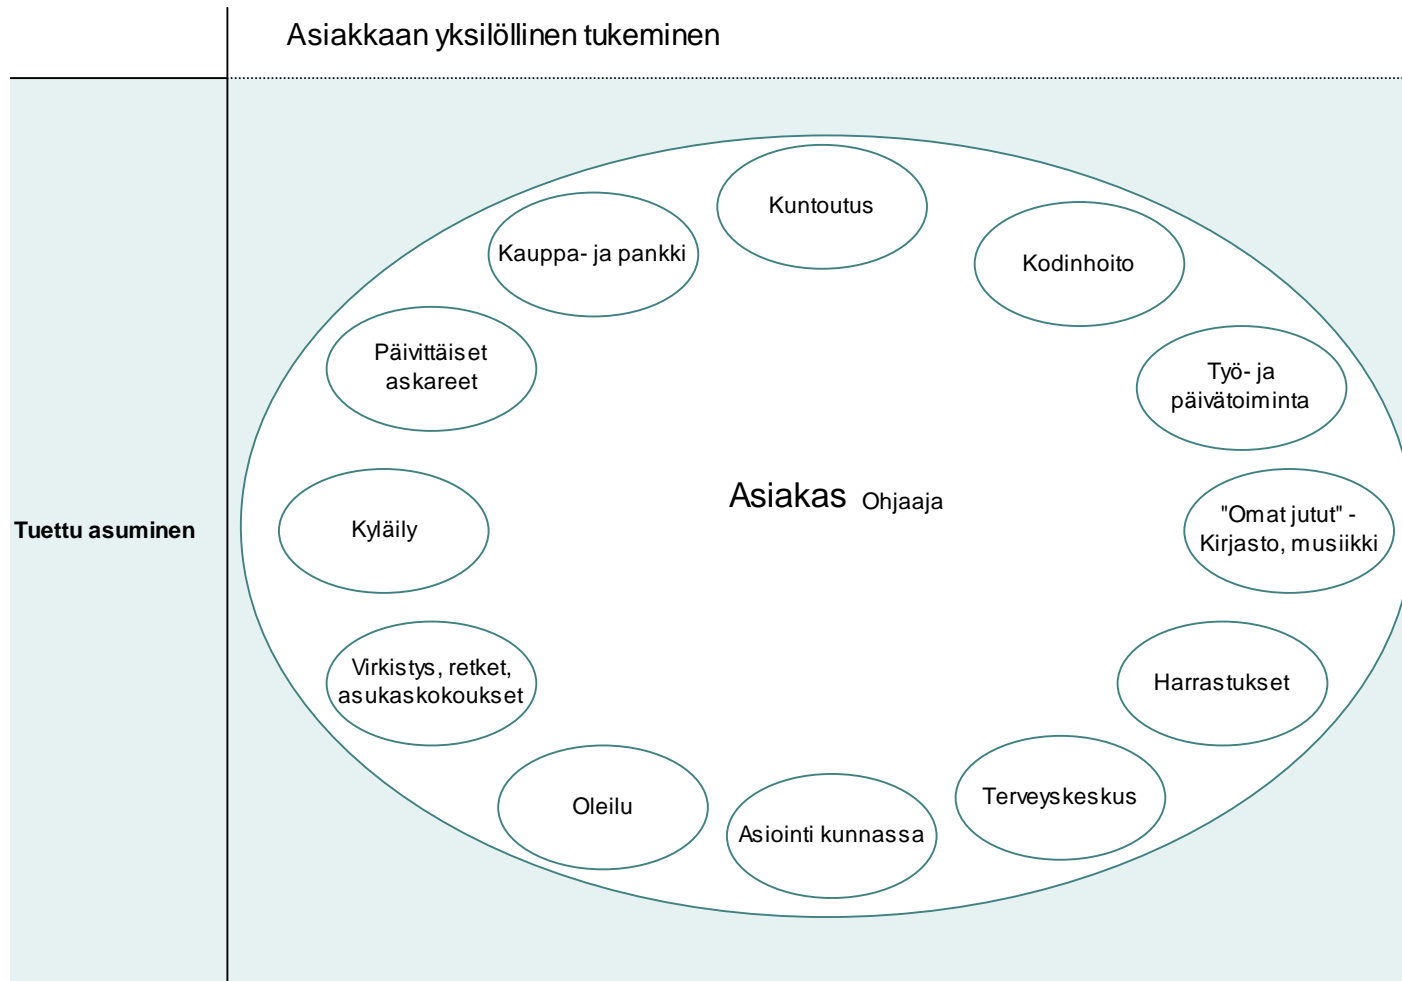 Asiakkaan yksilöllinen tukeminen
Kuntoutus
Kauppa- ja pankki
Kodinhoito
Päivittäiset
askareet
Työ- ja
päivätoiminta
Asiakas Ohjaaja
Tuettu asuminen
Kyläily
"Omat jutut" -
Kirjasto, musiikki
Virkistys, retket,
asukaskokoukset
Harrastukset
Oleilu
Asiointi kunnassa
Terveyskeskus